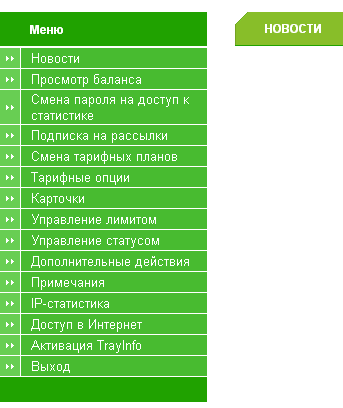 Меню
НОВОСТИ
Новости
Просмотр баланса
Смена пароля на доступ к
статистике
Подписка на рассылки
Смена тарифных планов
Тарифные опции
Карточки
Управление лимитом
Управление статусом
Дополнительные действия
Примечания
IP-статистика
Доступ в Интернет
Активация TrayInfo
Выход